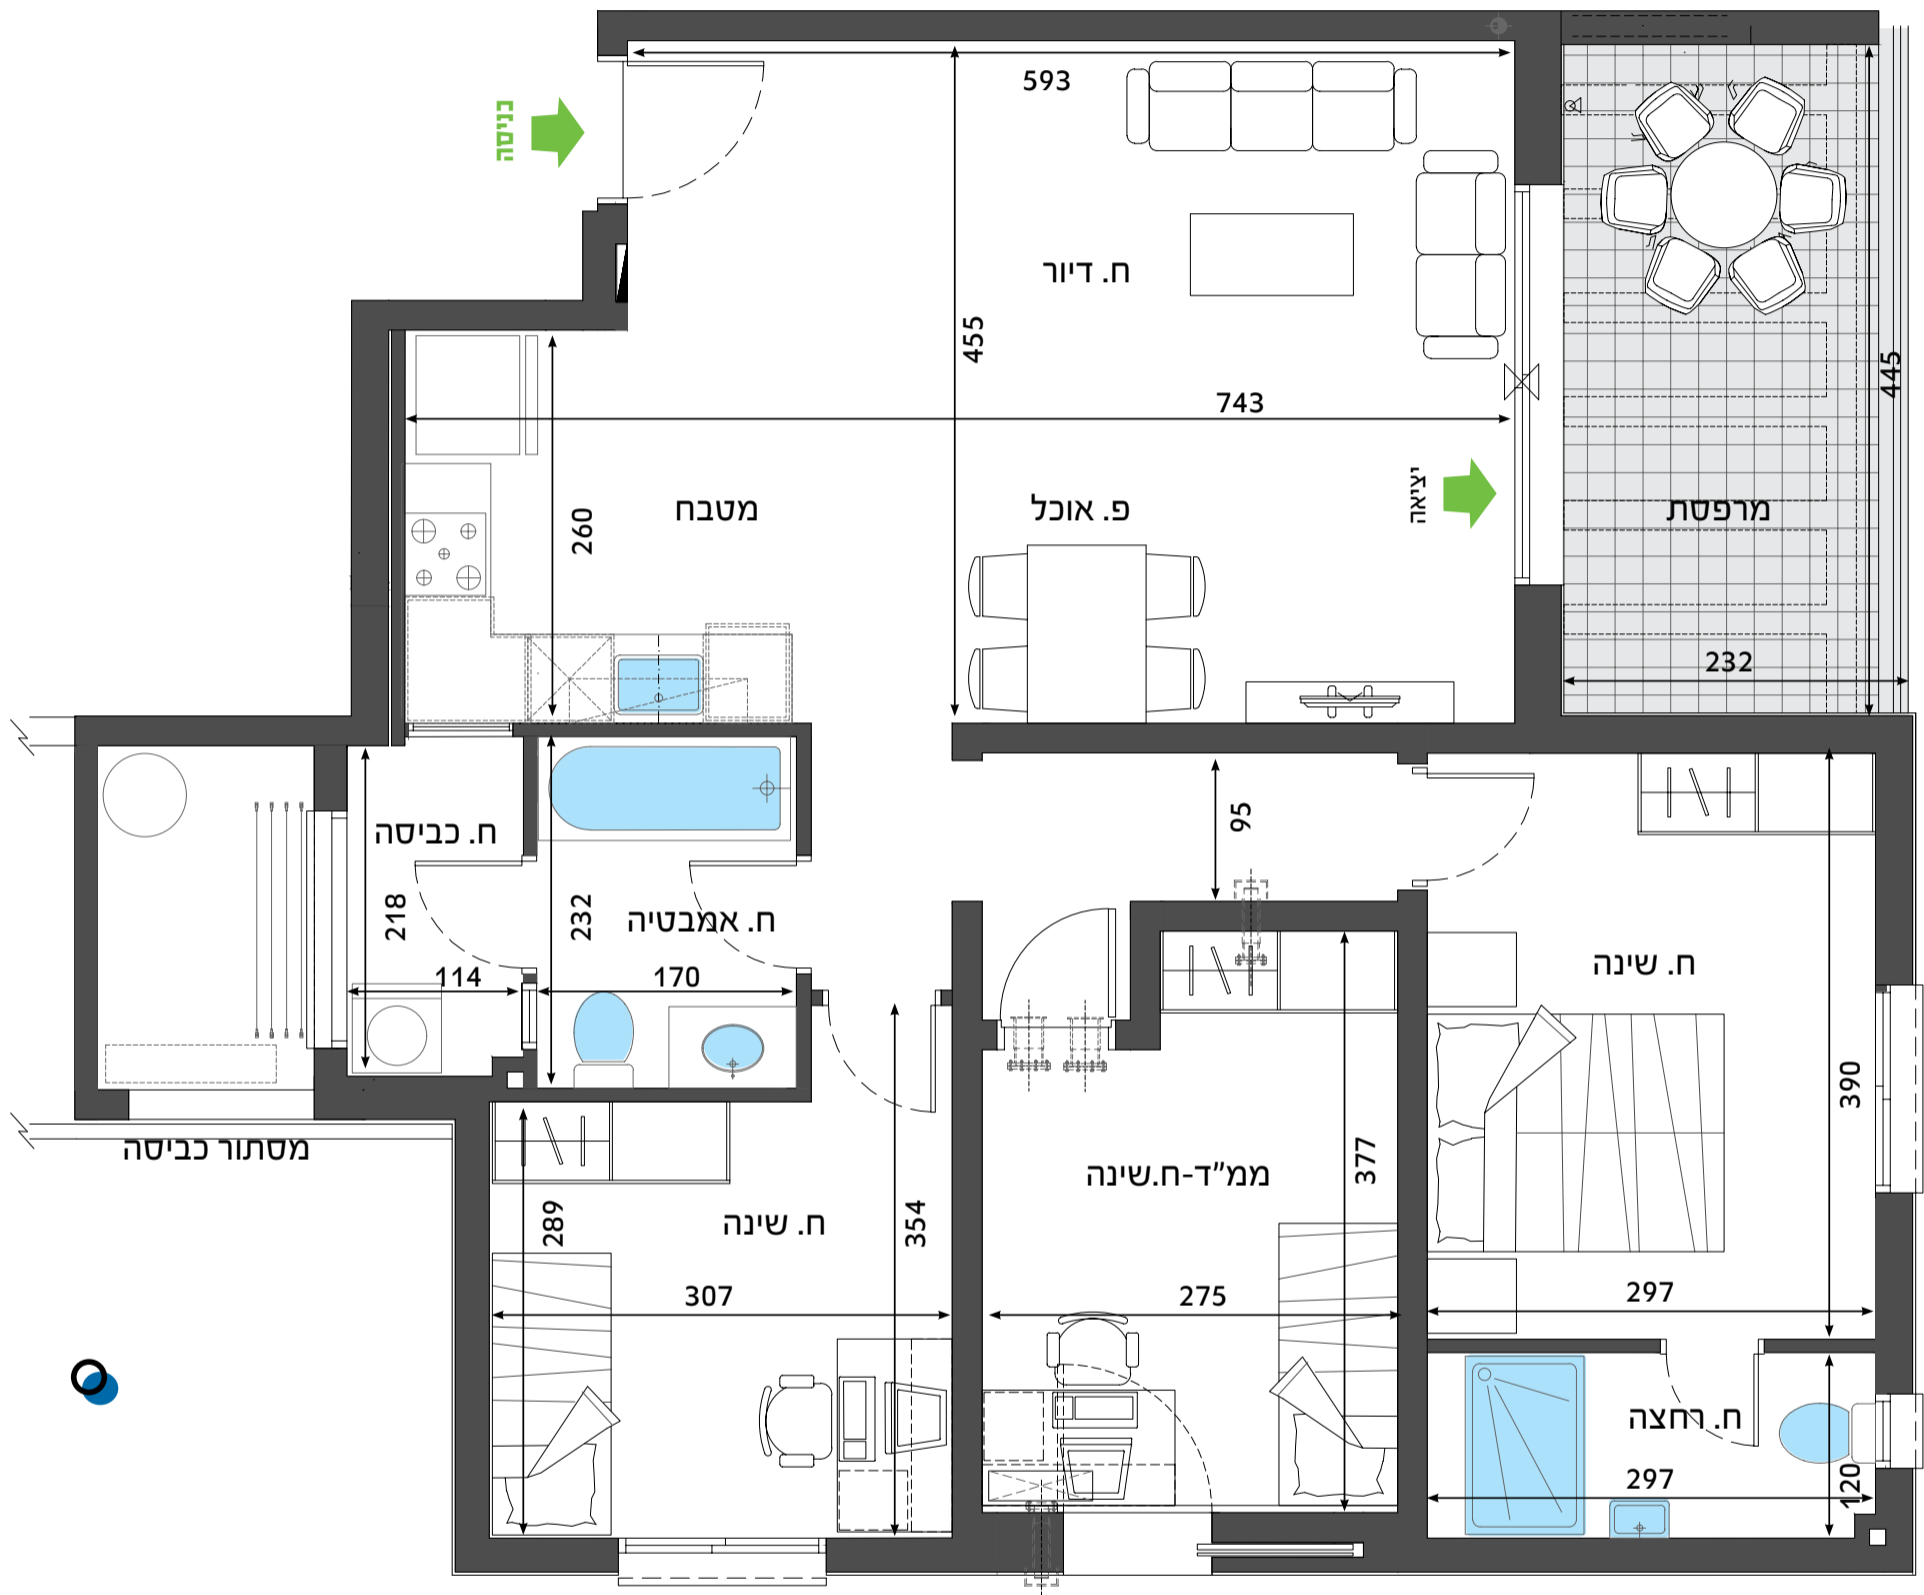 593
כניסה
ח. דיור
455
445
743
יציאה
מטבח
פ. אוכל
מרפסת
260
232
ח. כביסה
95
218
232
ח. אמבטיה
114
170
ח. שינה
390
מסתור כביסה
377
ממ״ד-ח.שינה
289
ח. שינה
354
307
275
297
ח. רחצה
297
120